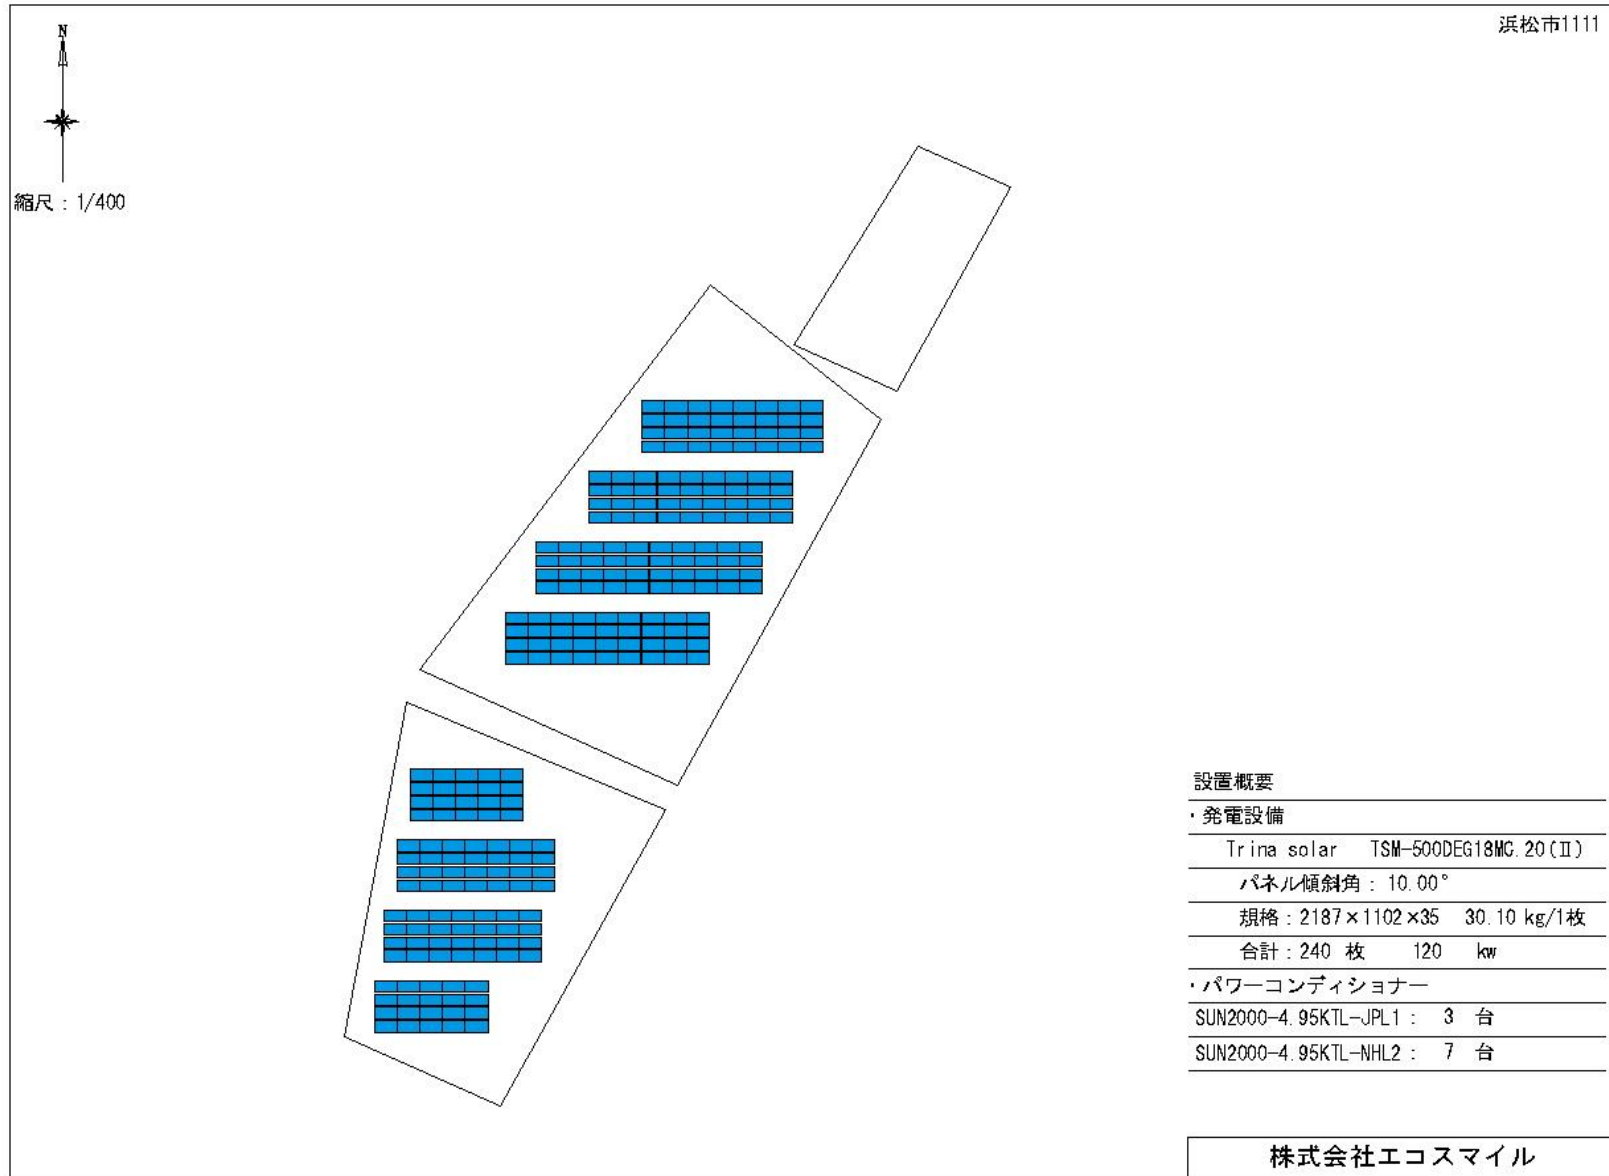 浜松市1111
N
縮尺：1/400
設置概要
・発電設備
Trina solar TSM-500DEG18MC.20(Ⅱ)
パネル傾斜角：10.00°
規格：2187×1102×35 30.10 kg/1枚
合計：240 枚 120 kw
・パワーコンディショナー
SUN2000-4.95KTL-JPL1： 3 台
SUN2000-4.95KTL-NHL2： 7 台
株式会社エコスマイル